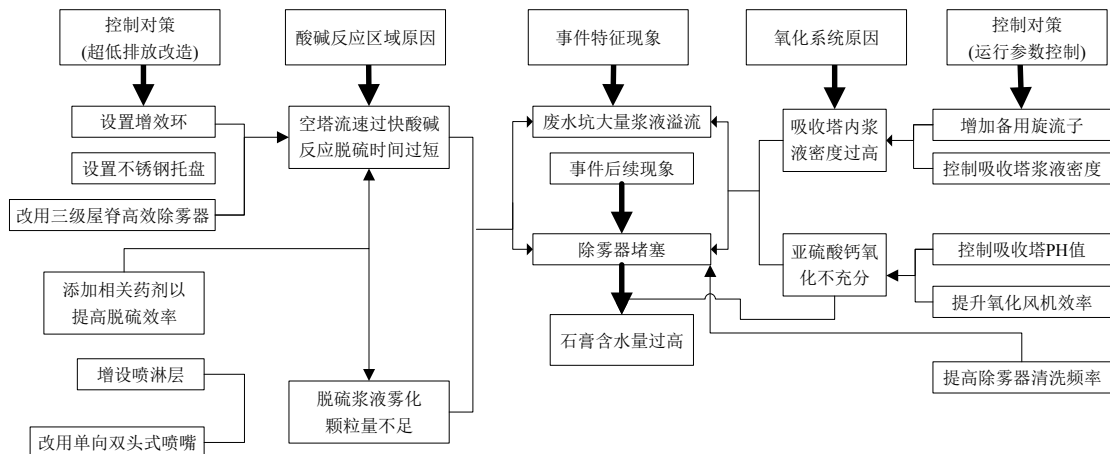 控制对策
(超低排放改造)
酸碱反应区域原因
事件特征现象
氧化系统原因
控制对策
(运行参数控制)
设置增效环
设置不锈钢托盘
改用三级屋脊高效除雾器
添加相关药剂以
提高脱硫效率
增设喷淋层
改用单向双头式喷嘴
空塔流速过快酸碱
反应脱硫时间过短
脱硫浆液雾化
颗粒量不足
废水坑大量浆液溢流
事件后续现象
除雾器堵塞
石膏含水量过高
吸收塔内浆
液密度过高
亚硫酸钙氧
化不充分
增加备用旋流子
控制吸收塔浆液密度
控制吸收塔PH值
提升氧化风机效率
提高除雾器清洗频率